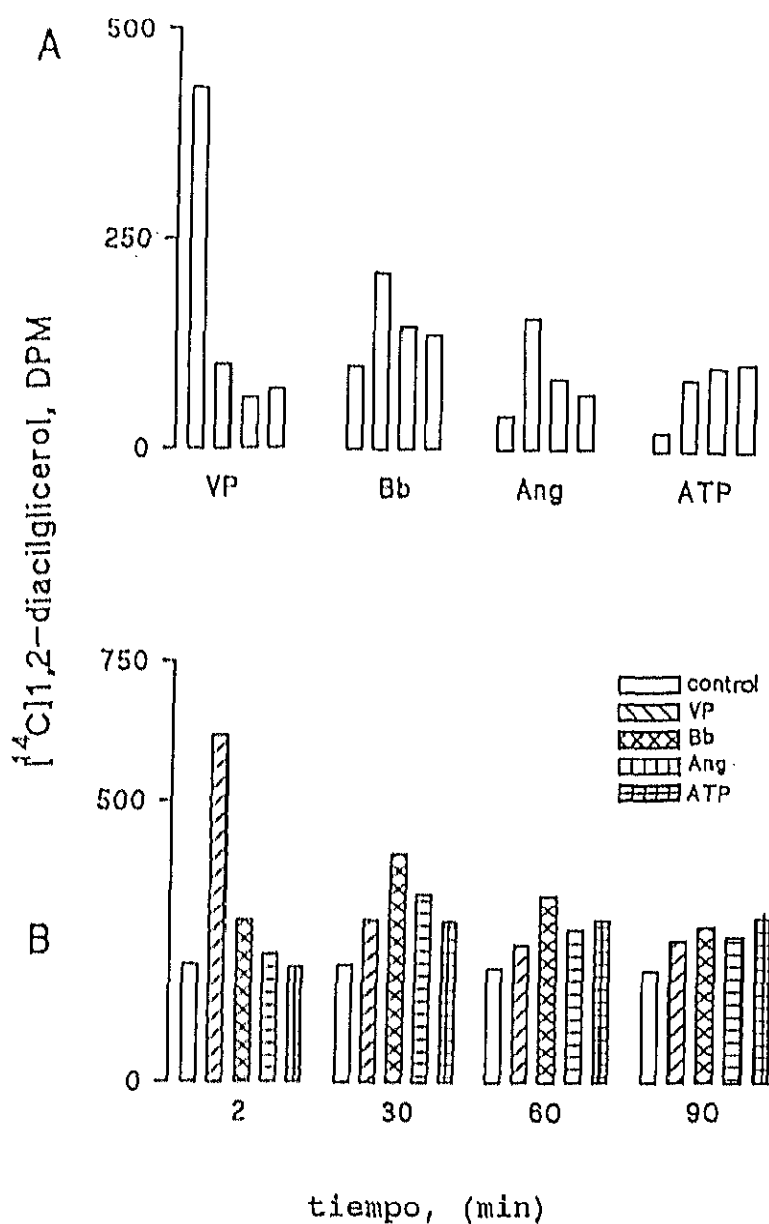 A
500
250
0
VP Bb Ang ATP
[¹⁴C]1,2-diacilglicerol, DPM
B
750
500
0
control
VP
Bb
Ang
ATP
2 30 60 90
tiempo, (min)